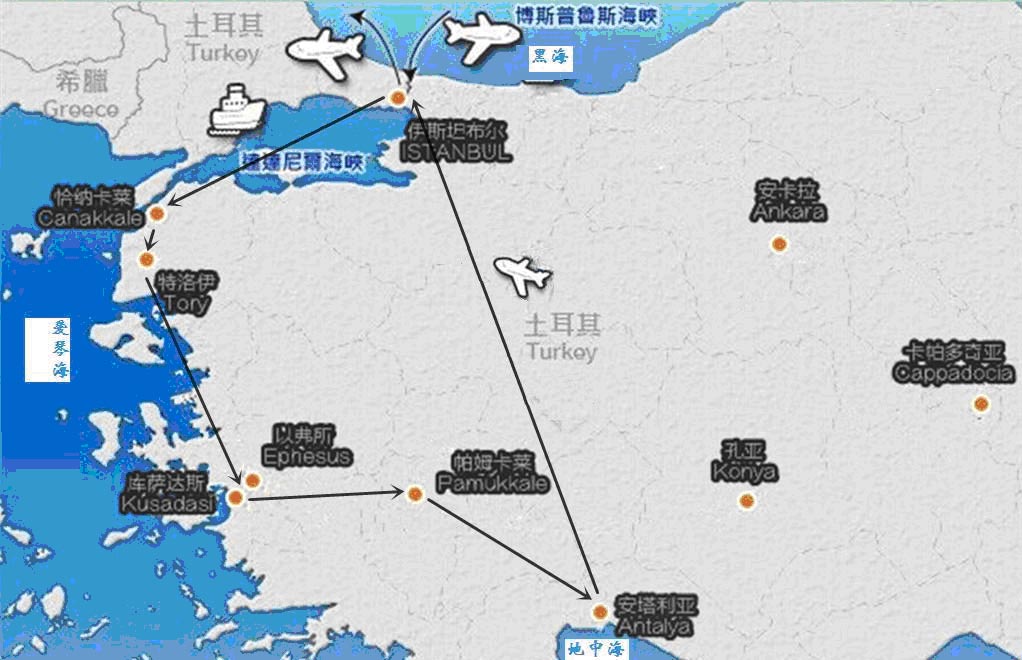 土耳其
Turkey
博斯普魯斯海峽
黑海
希臘
Greece
伊斯坦布尔
ISTANBUL
達達尼爾海峽
恰纳卡莱
Canakkale
安卡拉
Ankara
特洛伊
Tory
土耳其
Turkey
爱琴海
卡帕多奇亚
Cappadocia
以弗所
Ephesus
帕姆卡莱
Pamukkale
孔亚
Konya
库萨达斯
Kusadasi
安塔利亚
Antalya
地中海